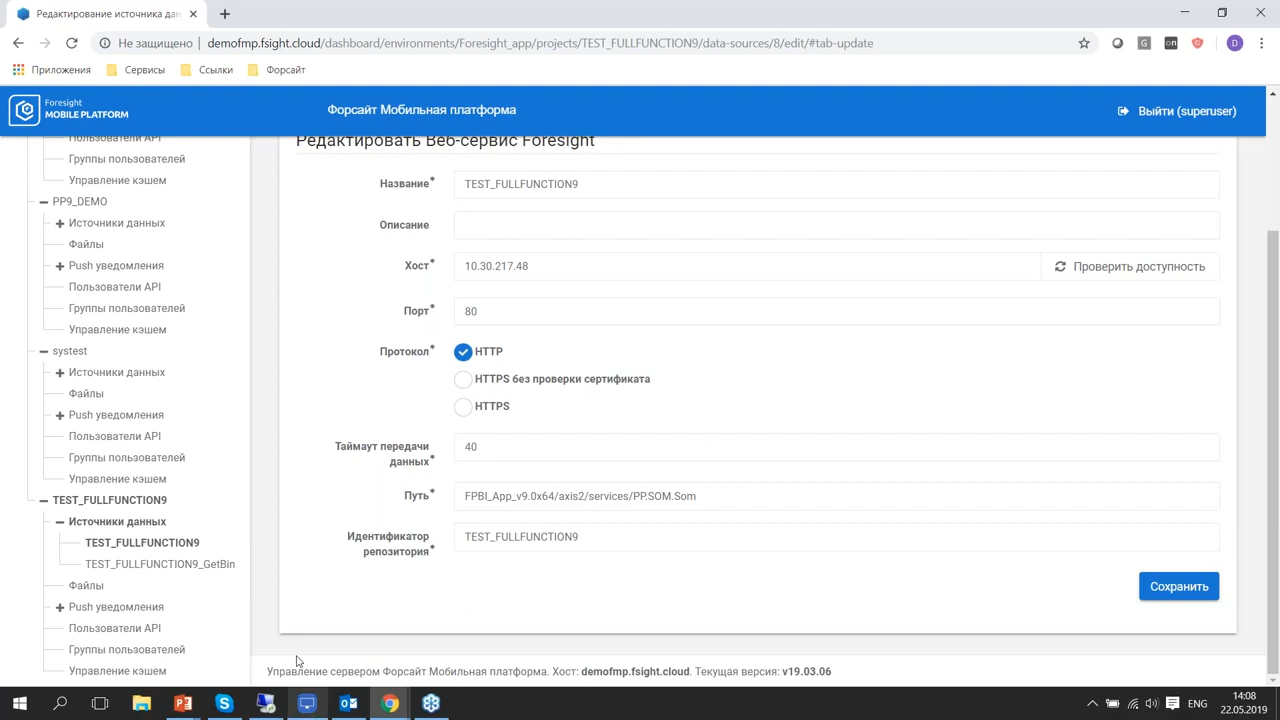 Редактирование источника дан
Не защищено
demofmp.fsight.cloud/dashboard/environments/Foresight_app/projects/TEST_FULLFUNCTION9/data-sources/8/edit/#tab-update
G
on
D
Приложения
Сервисы
Ссылки
Форсайт
Foresight
MOBILE PLATFORM
Форсайт Мобильная платформа
Выйти (superuser)
Пользователи API
Группы пользователей
Управление кэшем
PP9_DEMO
Источники данных
Файлы
Push уведомления
Пользователи API
Группы пользователей
Управление кэшем
systest
Источники данных
Файлы
Push уведомления
Пользователи API
Группы пользователей
Управление кэшем
TEST_FULLFUNCTION9
Источники данных
TEST_FULLFUNCTION9
TEST_FULLFUNCTION9_GetBin
Файлы
Push уведомления
Пользователи API
Группы пользователей
Управление кэшем
Редактировать Веб-сервис Foresight
Название*
TEST_FULLFUNCTION9
Описание
Хост*
10.30.217.48
Проверить доступность
Порт*
80
Протокол*
HTTP
HTTPS без проверки сертификата
HTTPS
Таймаут передачи
данных*
40
Путь*
FPBI_App_v9.0x64/axis2/services/PP.SOM.Som
Идентификатор
репозитория*
TEST_FULLFUNCTION9
Сохранить
Управление сервером Форсайт Мобильная платформа. Хост: demofmp.fsight.cloud. Текущая версия: v19.03.06
ENG
14:08
22.05.2019